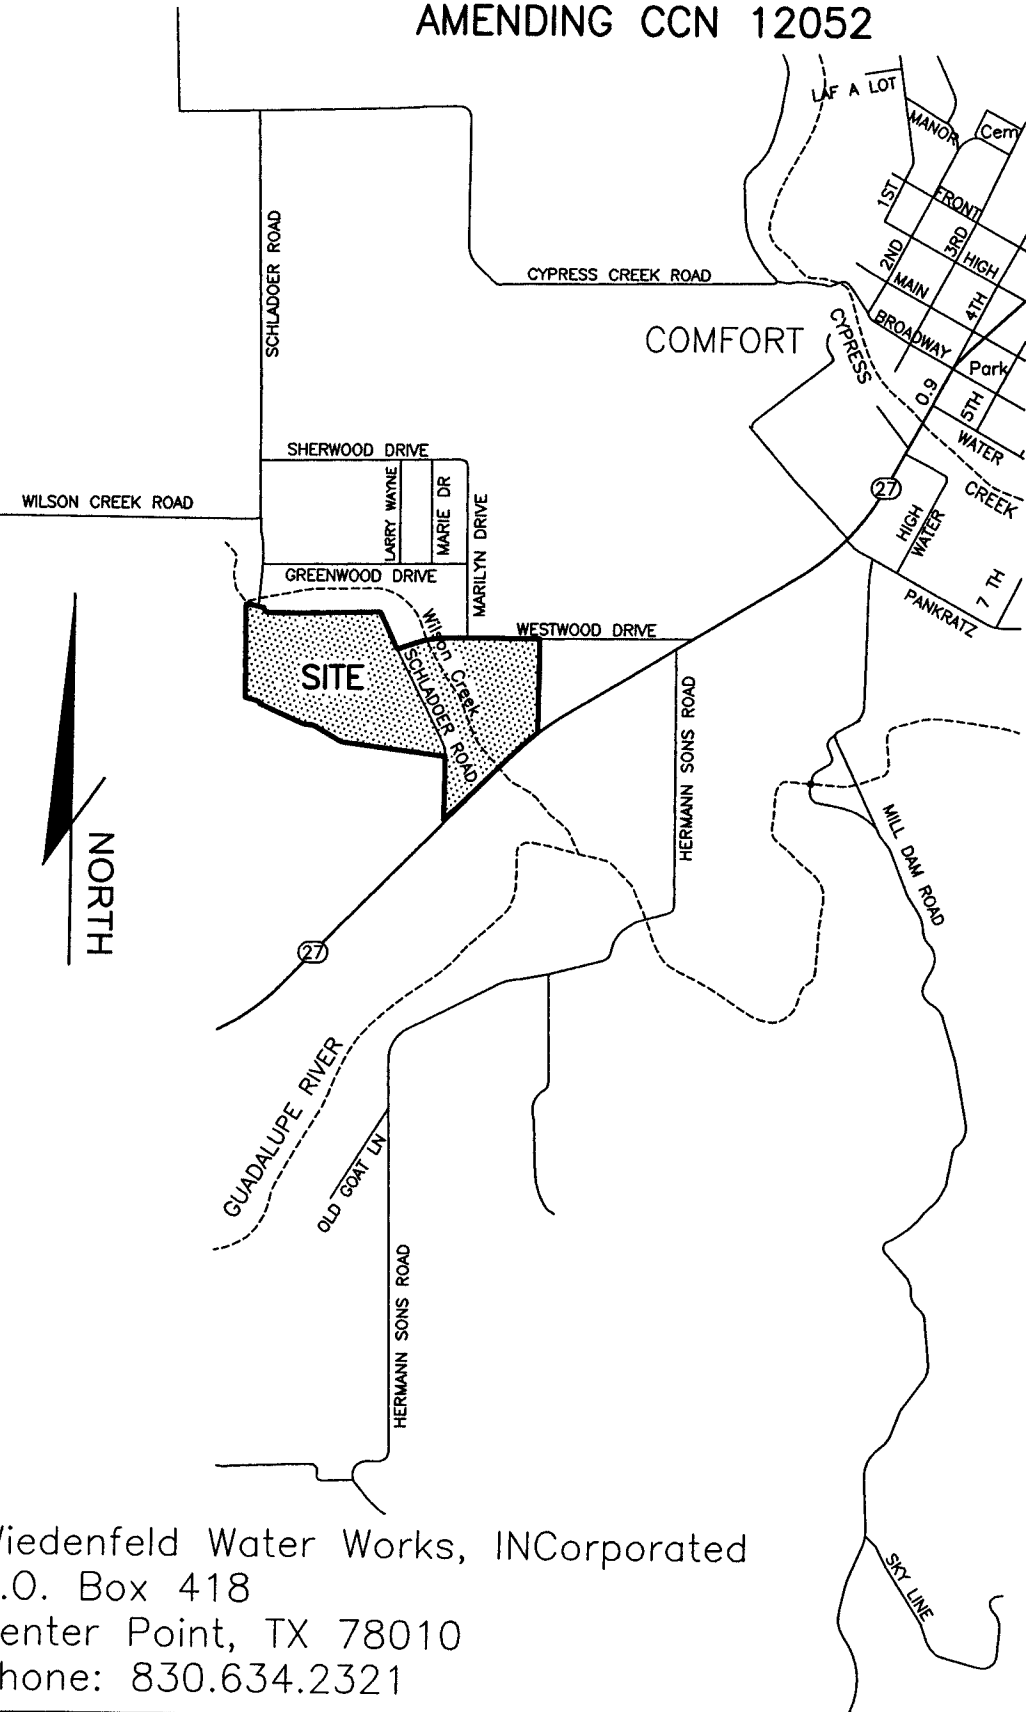 AMENDING CCN 12052
LAF A LOT
MANOR
Cem
1ST
FRONT
2ND
3RD
HIGH
MAIN
4TH
BROADWAY
SCHLADOER ROAD
CYPRESS CREEK ROAD
COMFORT
CYPRESS
Park
0.9
5TH
WATER
CREEK
SHERWOOD DRIVE
LARRY WAYNE
MARIE DR
MARILYN DRIVE
WILSON CREEK ROAD
27
HIGH
WATER
GREENWOOD DRIVE
7 TH
PANKRATZ
WESTWOOD DRIVE
Wilson Creek
SITE
SCHLADOER ROAD
HERMANN SONS ROAD
NORTH
MILL DAM ROAD
27
GUADALUPE RIVER
OLD GOAT LN
HERMANN SONS ROAD
iedenfeld Water Works, INCorporated
.O. Box 418
enter Point, TX 78010
hone: 830.634.2321
SKY LINE